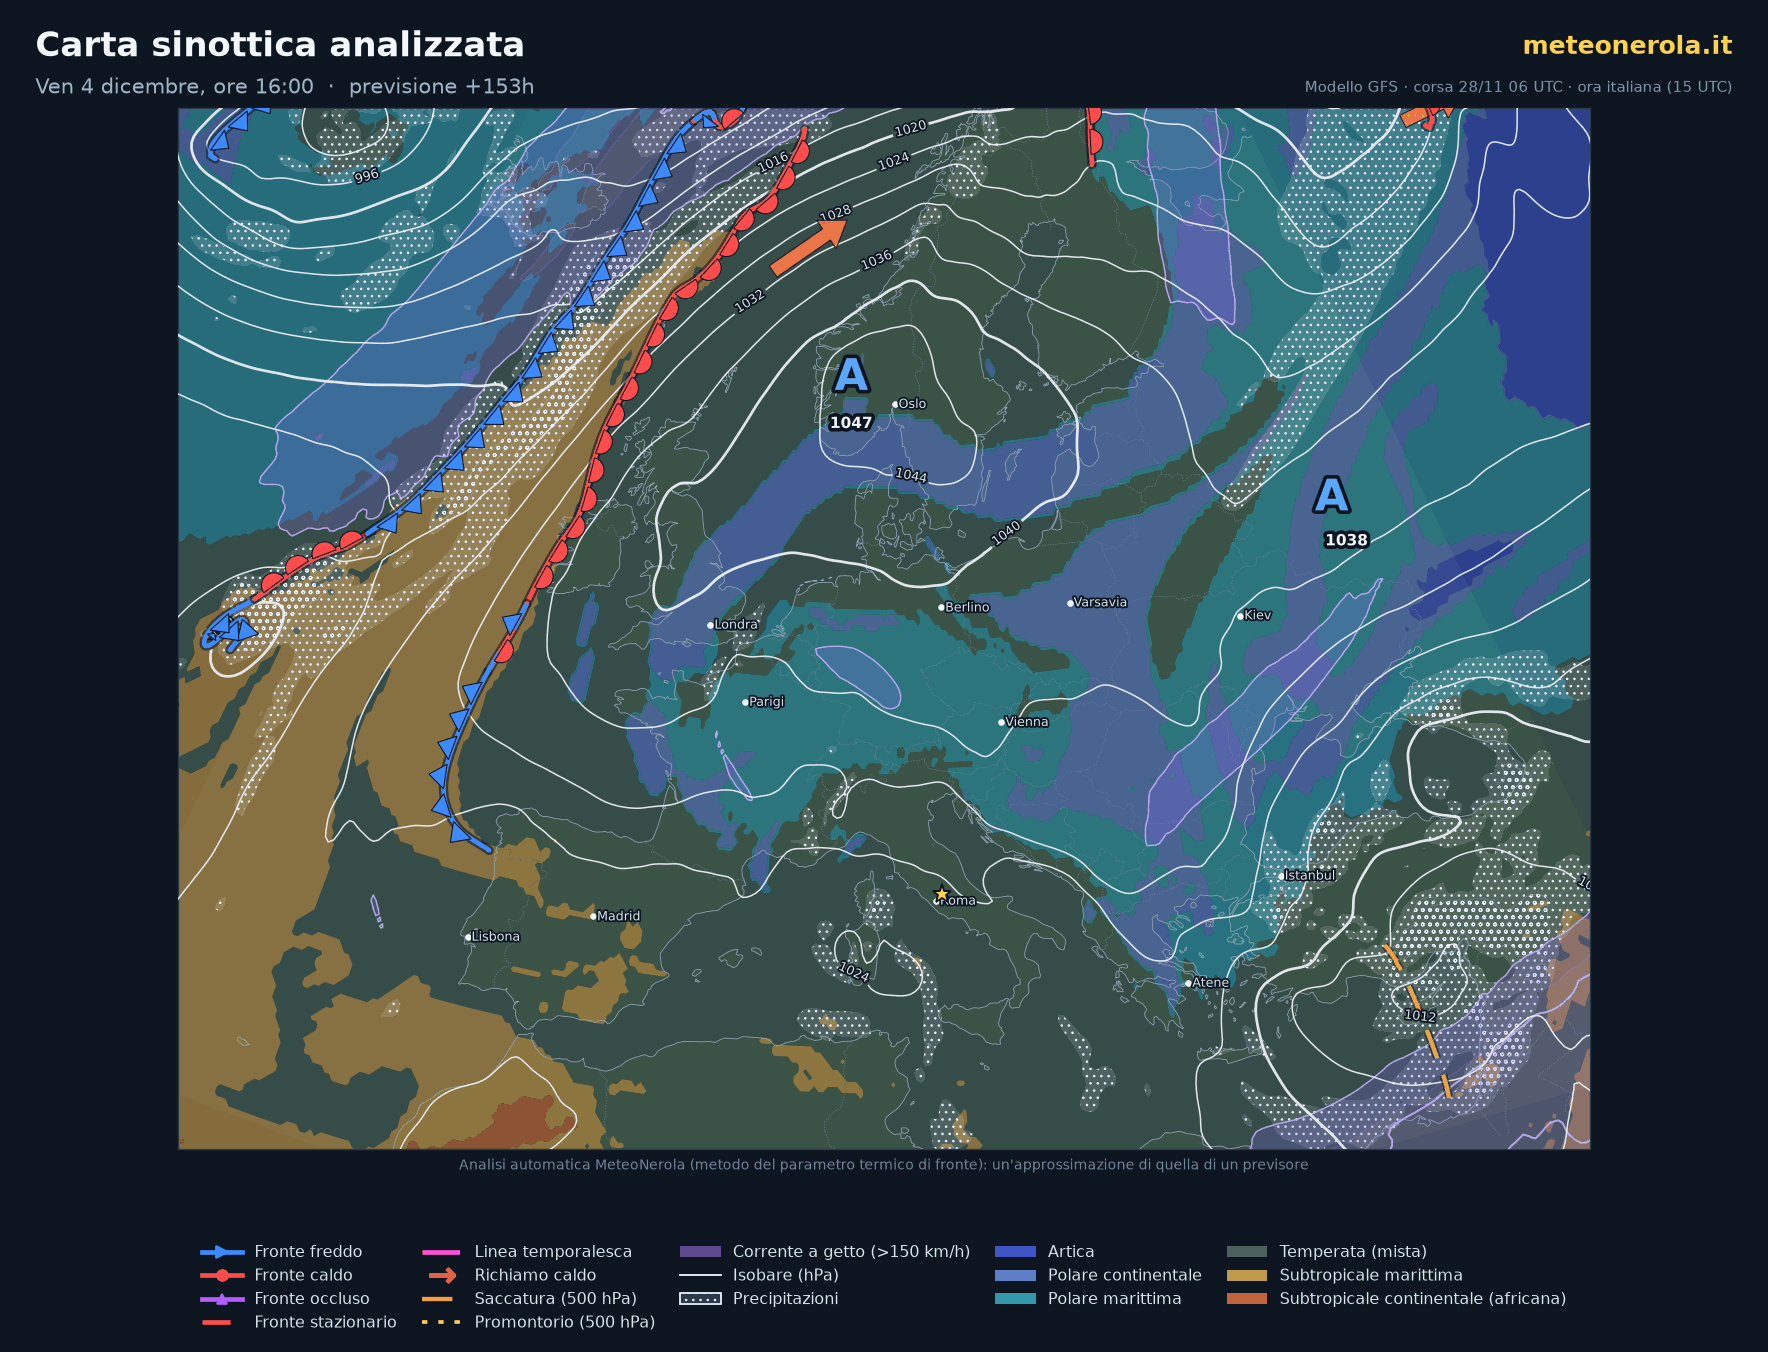 Carta sinottica analizzata
meteonerola.it
Ven 4 dicembre, ore 16:00 · previsione +153h
Modello GFS · corsa 28/11 06 UTC · ora italiana (15 UTC)
1020
1016
1024
996
1028
1036
1032
A
1047
Oslo
1044
A
1038
1040
Berlino
Varsavia
Kiev
Londra
Parigi
Vienna
Istanbul
Roma
Madrid
Lisbona
1024
Atene
1012
Analisi automatica MeteoNerola (metodo del parametro termico di fronte): un'approssimazione di quella di un previsore
Fronte freddo
Linea temporalesca
Corrente a getto (>150 km/h)
Artica
Temperata (mista)
Fronte caldo
Richiamo caldo
Isobare (hPa)
Polare continentale
Subtropicale marittima
Fronte occluso
Saccatura (500 hPa)
Precipitazioni
Polare marittima
Subtropicale continentale (africana)
Fronte stazionario
Promontorio (500 hPa)